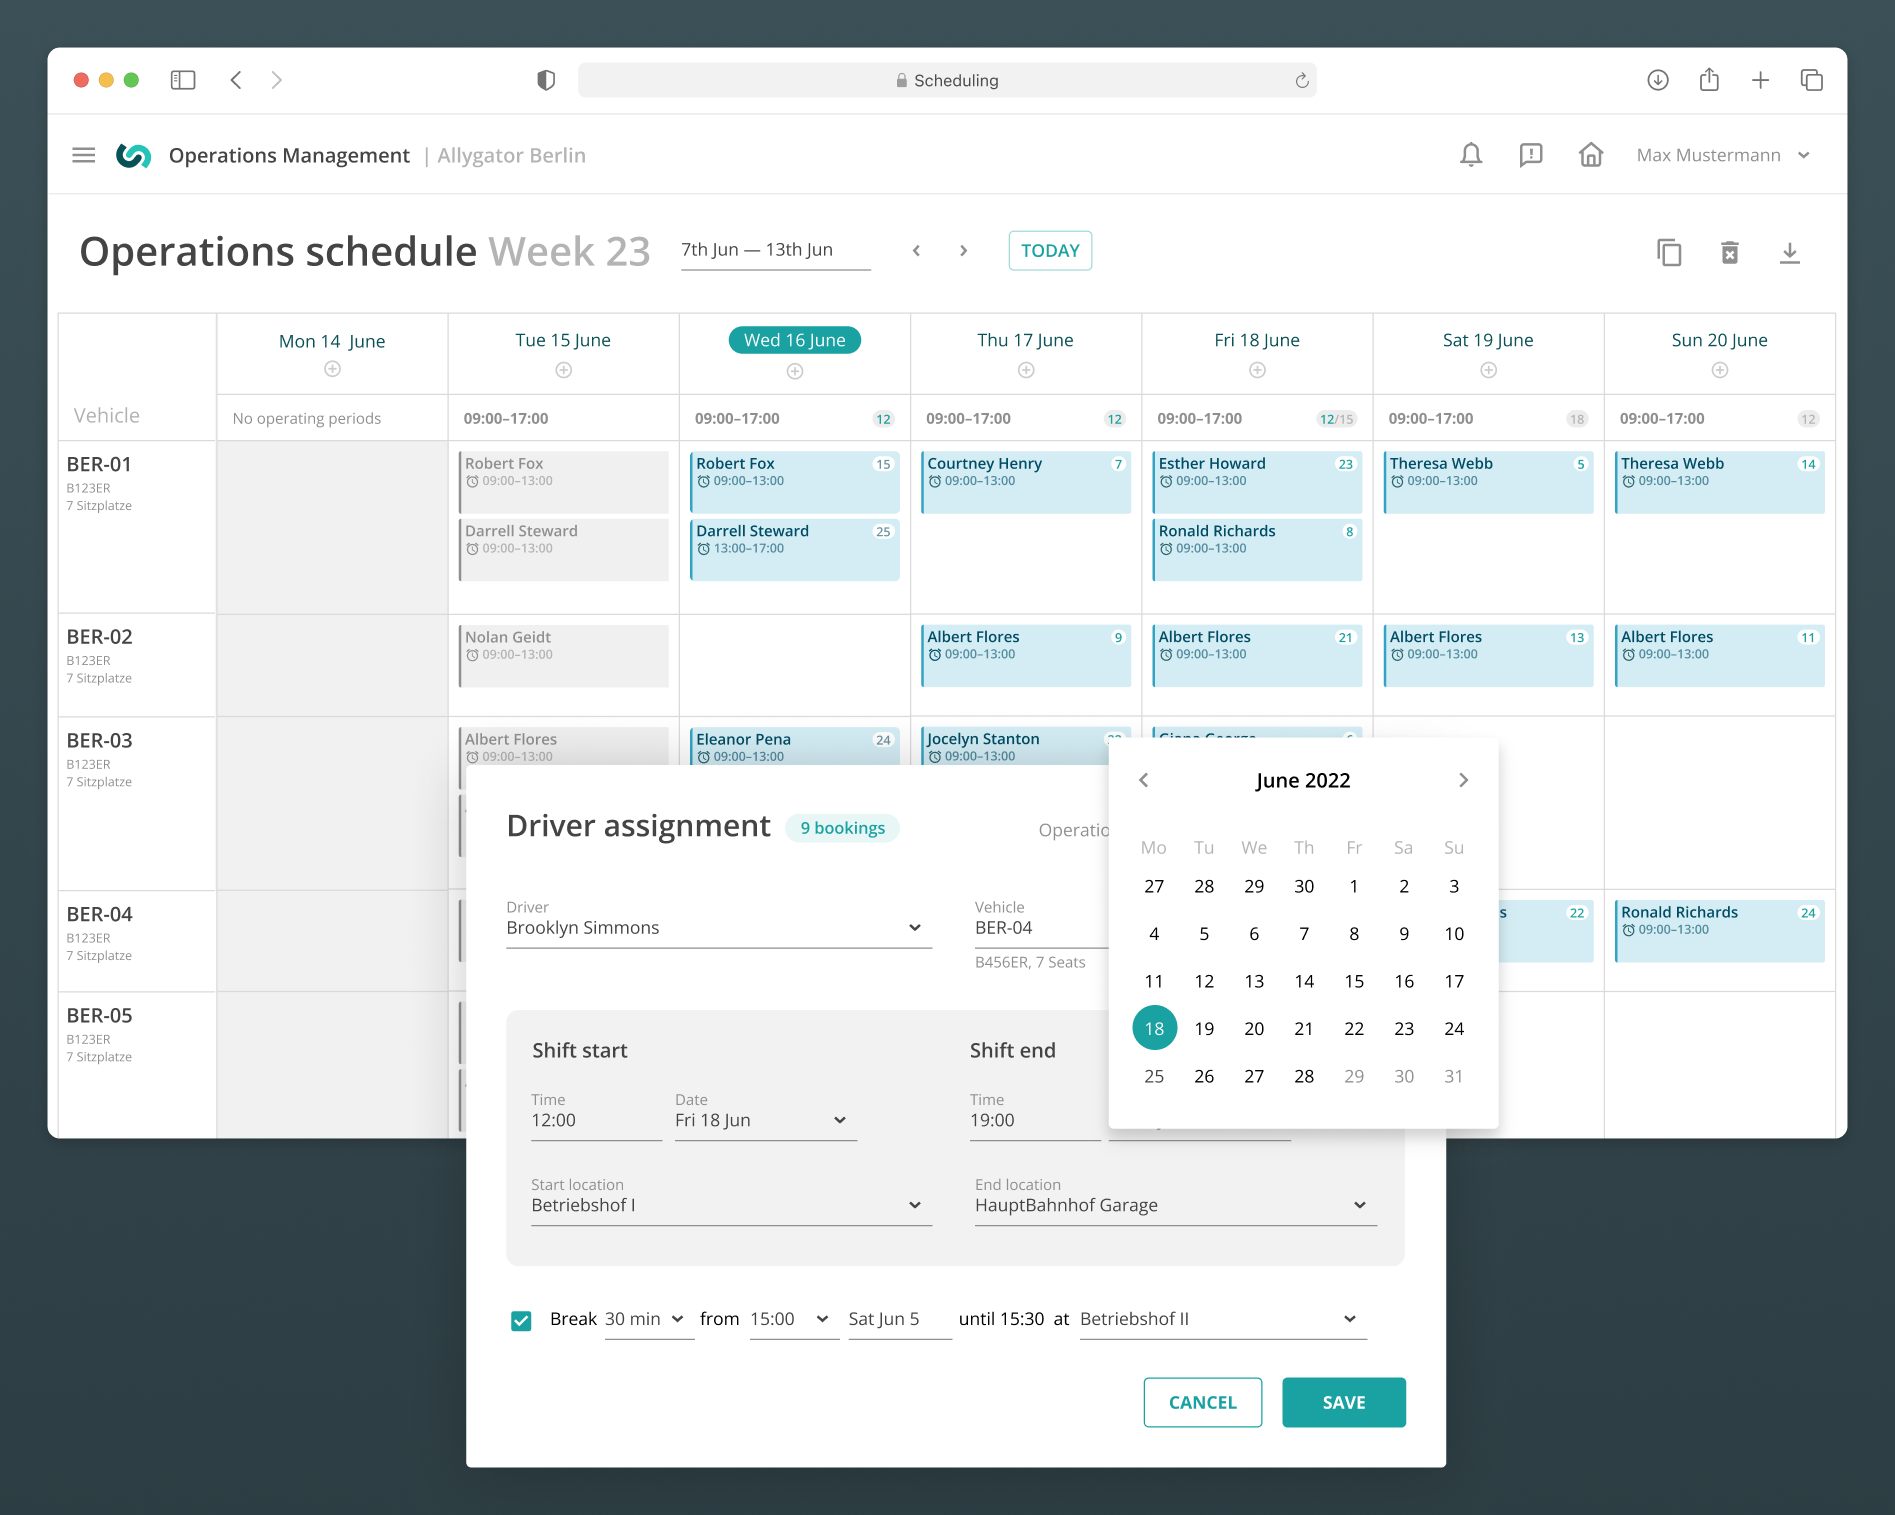 Scheduling
Operations Management | Allygator Berlin
Max Mustermann
Operations schedule Week 23
7th Jun — 13th Jun
TODAY
Vehicle
Mon 14 June
Tue 15 June
Wed 16 June
Thu 17 June
Fri 18 June
Sat 19 June
Sun 20 June
No operating periods
09:00–17:00
09:00–17:00 12
09:00–17:00 12
09:00–17:00 12/15
09:00–17:00 18
09:00–17:00 12
BER-01
B123ER
7 Sitzplatze
Robert Fox
09:00–13:00
Darrell Steward
09:00–13:00
Robert Fox 15
09:00–13:00
Darrell Steward 25
13:00–17:00
Courtney Henry 7
09:00–13:00
Esther Howard 23
09:00–13:00
Ronald Richards 8
09:00–13:00
Theresa Webb 5
09:00–13:00
Theresa Webb 14
09:00–13:00
BER-02
B123ER
7 Sitzplatze
Nolan Geidt
09:00–13:00
Albert Flores 9
09:00–13:00
Albert Flores 21
09:00–13:00
Albert Flores 13
09:00–13:00
Albert Flores 11
09:00–13:00
BER-03
B123ER
7 Sitzplatze
Albert Flores
09:00–13:00
Eleanor Pena 24
09:00–13:00
Jocelyn Stanton
09:00–13:00
BER-04
B123ER
7 Sitzplatze
s 22
Ronald Richards 24
09:00–13:00
BER-05
B123ER
7 Sitzplatze
Driver assignment
9 bookings
Operatio
Driver
Brooklyn Simmons
Vehicle
BER-04
B456ER, 7 Seats
Shift start
Time
12:00
Date
Fri 18 Jun
Start location
Betriebshof I
Shift end
Time
19:00
End location
HauptBahnhof Garage
Break 30 min from 15:00 Sat Jun 5 until 15:30 at Betriebshof II
CANCEL
SAVE
June 2022
Mo Tu We Th Fr Sa Su
27 28 29 30 1 2 3
4 5 6 7 8 9 10
11 12 13 14 15 16 17
18 19 20 21 22 23 24
25 26 27 28 29 30 31